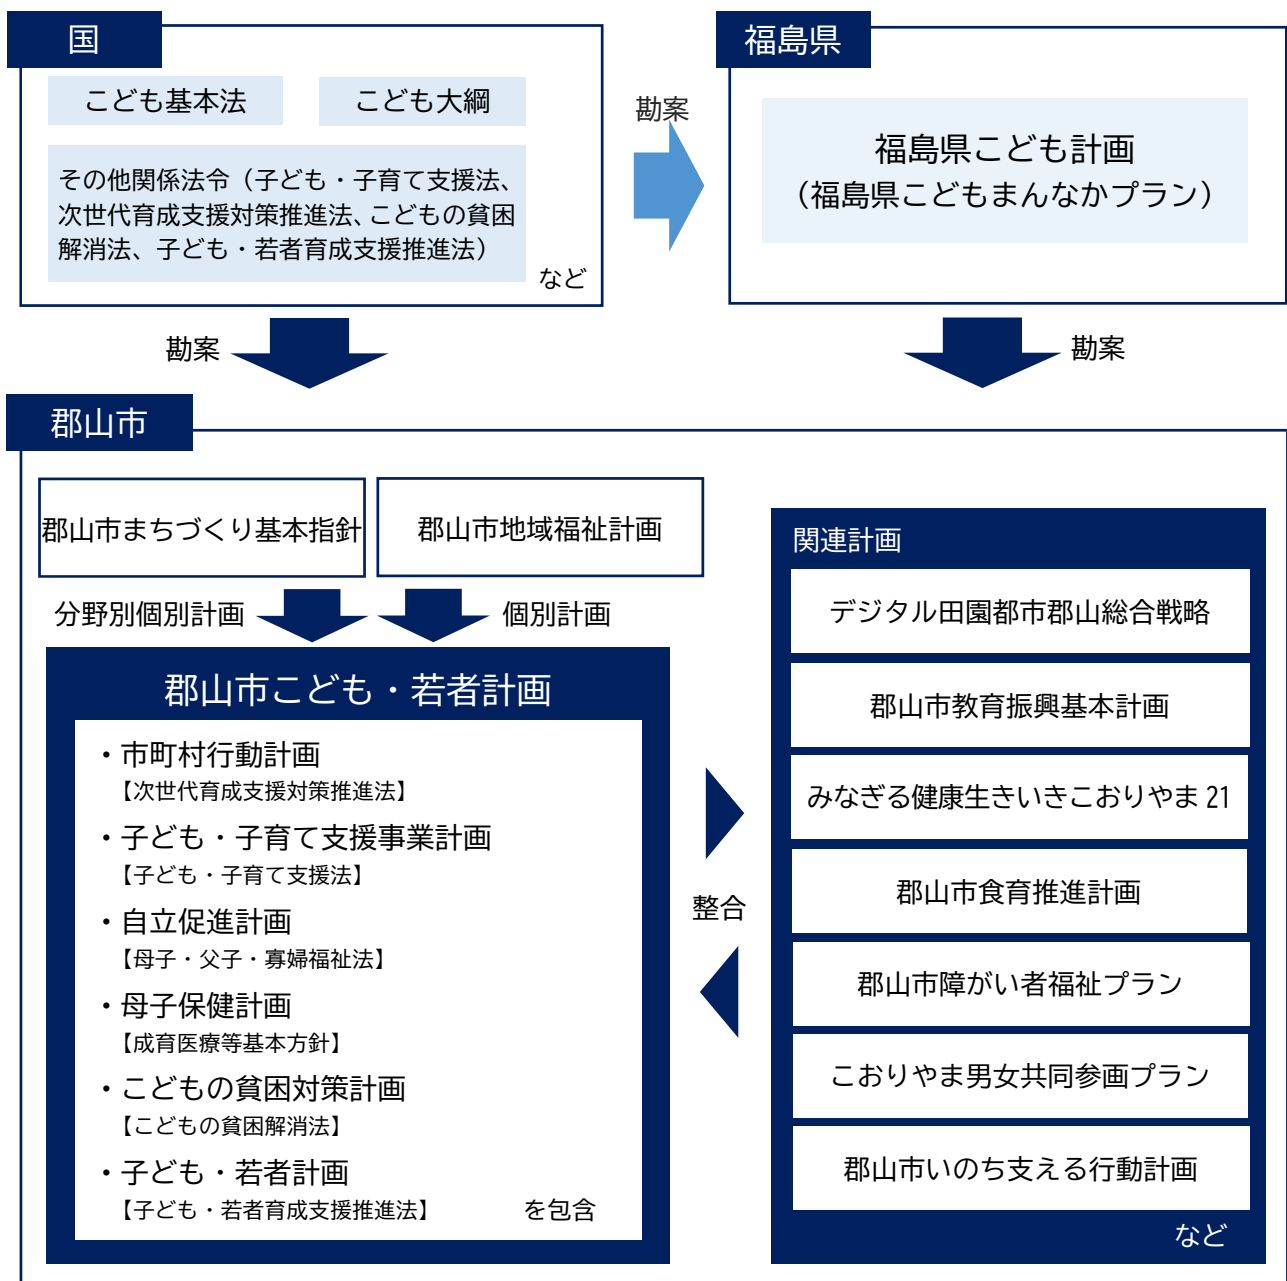 国
こども基本法
こども大綱
その他関係法令（子ども・子育て支援法、
次世代育成支援対策推進法、こどもの貧困
解消法、子ども・若者育成支援推進法）
など
勘案
福島県
福島県こども計画
（福島県こどもまんなかプラン）
勘案
勘案
郡山市
郡山市まちづくり基本指針
郡山市地域福祉計画
分野別個別計画
個別計画
郡山市こども・若者計画
・市町村行動計画
【次世代育成支援対策推進法】
・子ども・子育て支援事業計画
【子ども・子育て支援法】
・自立促進計画
【母子・父子・寡婦福祉法】
・母子保健計画
【成育医療等基本方針】
・こどもの貧困対策計画
【こどもの貧困解消法】
・子ども・若者計画
【子ども・若者育成支援推進法】 を包含
整合
関連計画
デジタル田園都市郡山総合戦略
郡山市教育振興基本計画
みなぎる健康生きいきこおりやま 21
郡山市食育推進計画
郡山市障がい者福祉プラン
こおりやま男女共同参画プラン
郡山市いのち支える行動計画
など